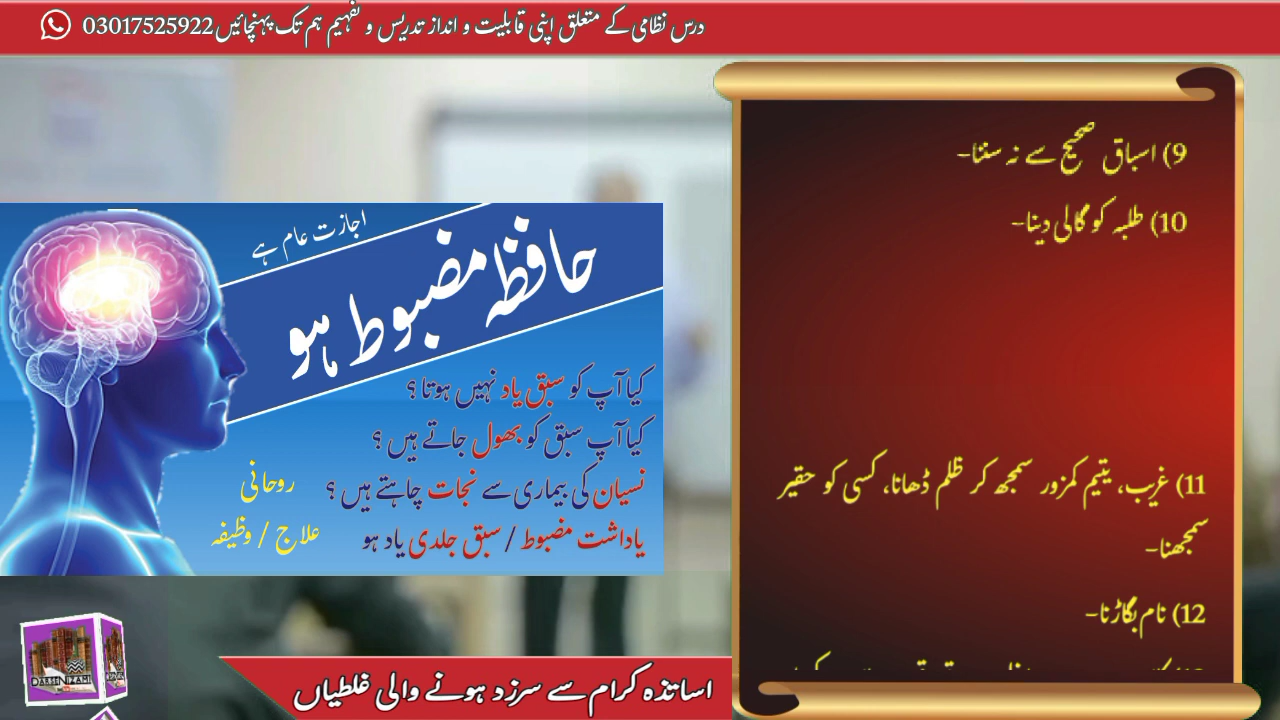 درس نظامی کے متعلق اپنی قابلیت و انداز تدریس و تفہیم ہم تک پہنچائیں 03017525922
9) اسباق صحیح سے نہ سننا-
10) طلبہ کو گالی دینا-
11) غریب، یتیم کمزور سمجھ کر ظلم ڈھانا، کسی کو حقیر
سمجھنا-
12) نام بگاڑنا-
اجازت عام ہے
حافظہ مضبوط ہو
کیا آپ کو سبق یاد نہیں ہوتا؟
کیا آپ سبق کو بھول جاتے ہیں؟
نسیان کی بیماری سے نجات چاہتے ہیں؟
یاداشت مضبوط / سبق جلدی یاد ہو
روحانی
علاج / وظیفہ
DARSE NIZAMI
اساتذہ کرام سے سرزد ہونے والی غلطیاں